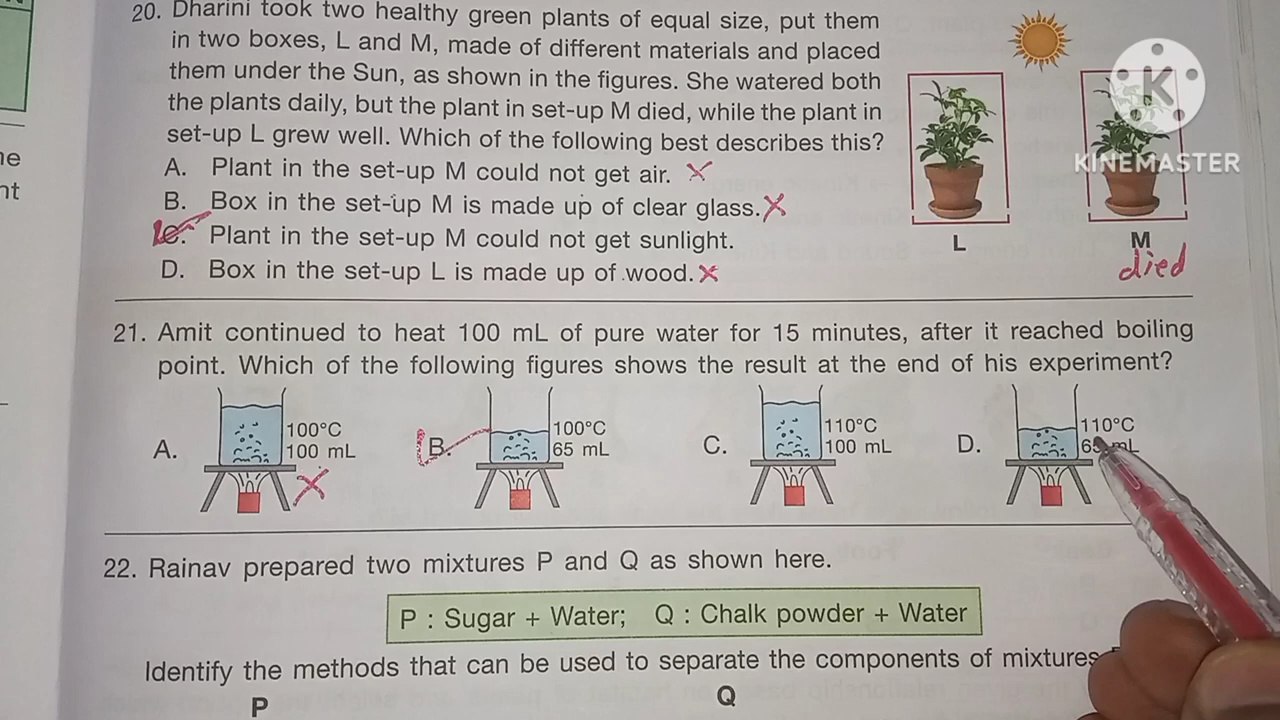 20. Dharini took two healthy green plants of equal size, put them
in two boxes, L and M, made of different materials and placed
them under the Sun, as shown in the figures. She watered both
the plants daily, but the plant in set-up M died, while the plant in
set-up L grew well. Which of the following best describes this?
A. Plant in the set-up M could not get air.
B. Box in the set-up M is made up of clear glass.
C. Plant in the set-up M could not get sunlight.
D. Box in the set-up L is made up of wood.
K
KINEMASTER
L
M
died
21. Amit continued to heat 100 mL of pure water for 15 minutes, after it reached boiling
point. Which of the following figures shows the result at the end of his experiment?
A.
100°C
100 mL
B.
100°C
65 mL
C.
110°C
100 mL
D.
110°C
mL
22. Rainav prepared two mixtures P and Q as shown here.
P : Sugar + Water; Q : Chalk powder + Water
Identify the methods that can be used to separate the components of mixtures
P
Q
nt